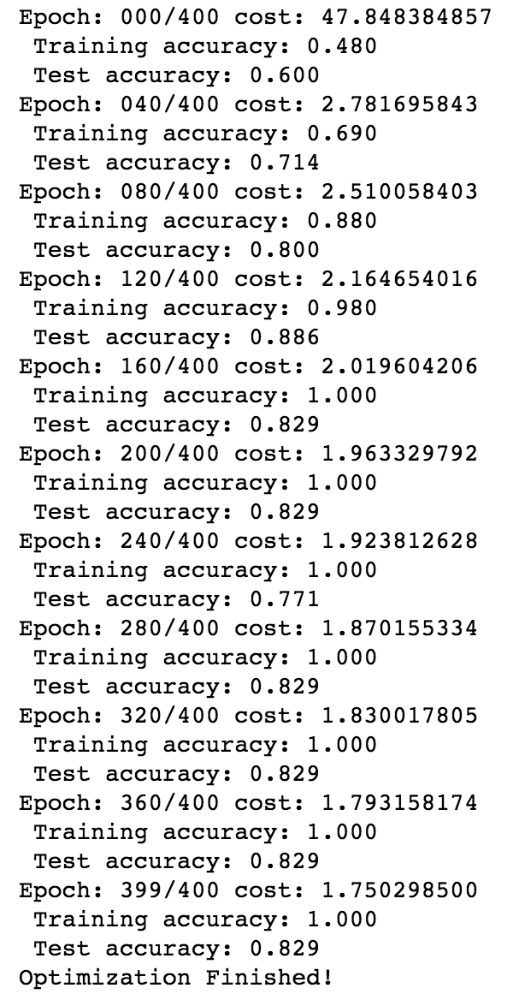 Epoch: 000/400 cost: 47.848384857
Training accuracy: 0.480
Test accuracy: 0.600
Epoch: 040/400 cost: 2.781695843
Training accuracy: 0.690
Test accuracy: 0.714
Epoch: 080/400 cost: 2.510058403
Training accuracy: 0.880
Test accuracy: 0.800
Epoch: 120/400 cost: 2.164654016
Training accuracy: 0.980
Test accuracy: 0.886
Epoch: 160/400 cost: 2.019604206
Training accuracy: 1.000
Test accuracy: 0.829
Epoch: 200/400 cost: 1.963329792
Training accuracy: 1.000
Test accuracy: 0.829
Epoch: 240/400 cost: 1.923812628
Training accuracy: 1.000
Test accuracy: 0.771
Epoch: 280/400 cost: 1.870155334
Training accuracy: 1.000
Test accuracy: 0.829
Epoch: 320/400 cost: 1.830017805
Training accuracy: 1.000
Test accuracy: 0.829
Epoch: 360/400 cost: 1.793158174
Training accuracy: 1.000
Test accuracy: 0.829
Epoch: 399/400 cost: 1.750298500
Training accuracy: 1.000
Test accuracy: 0.829
Optimization Finished!